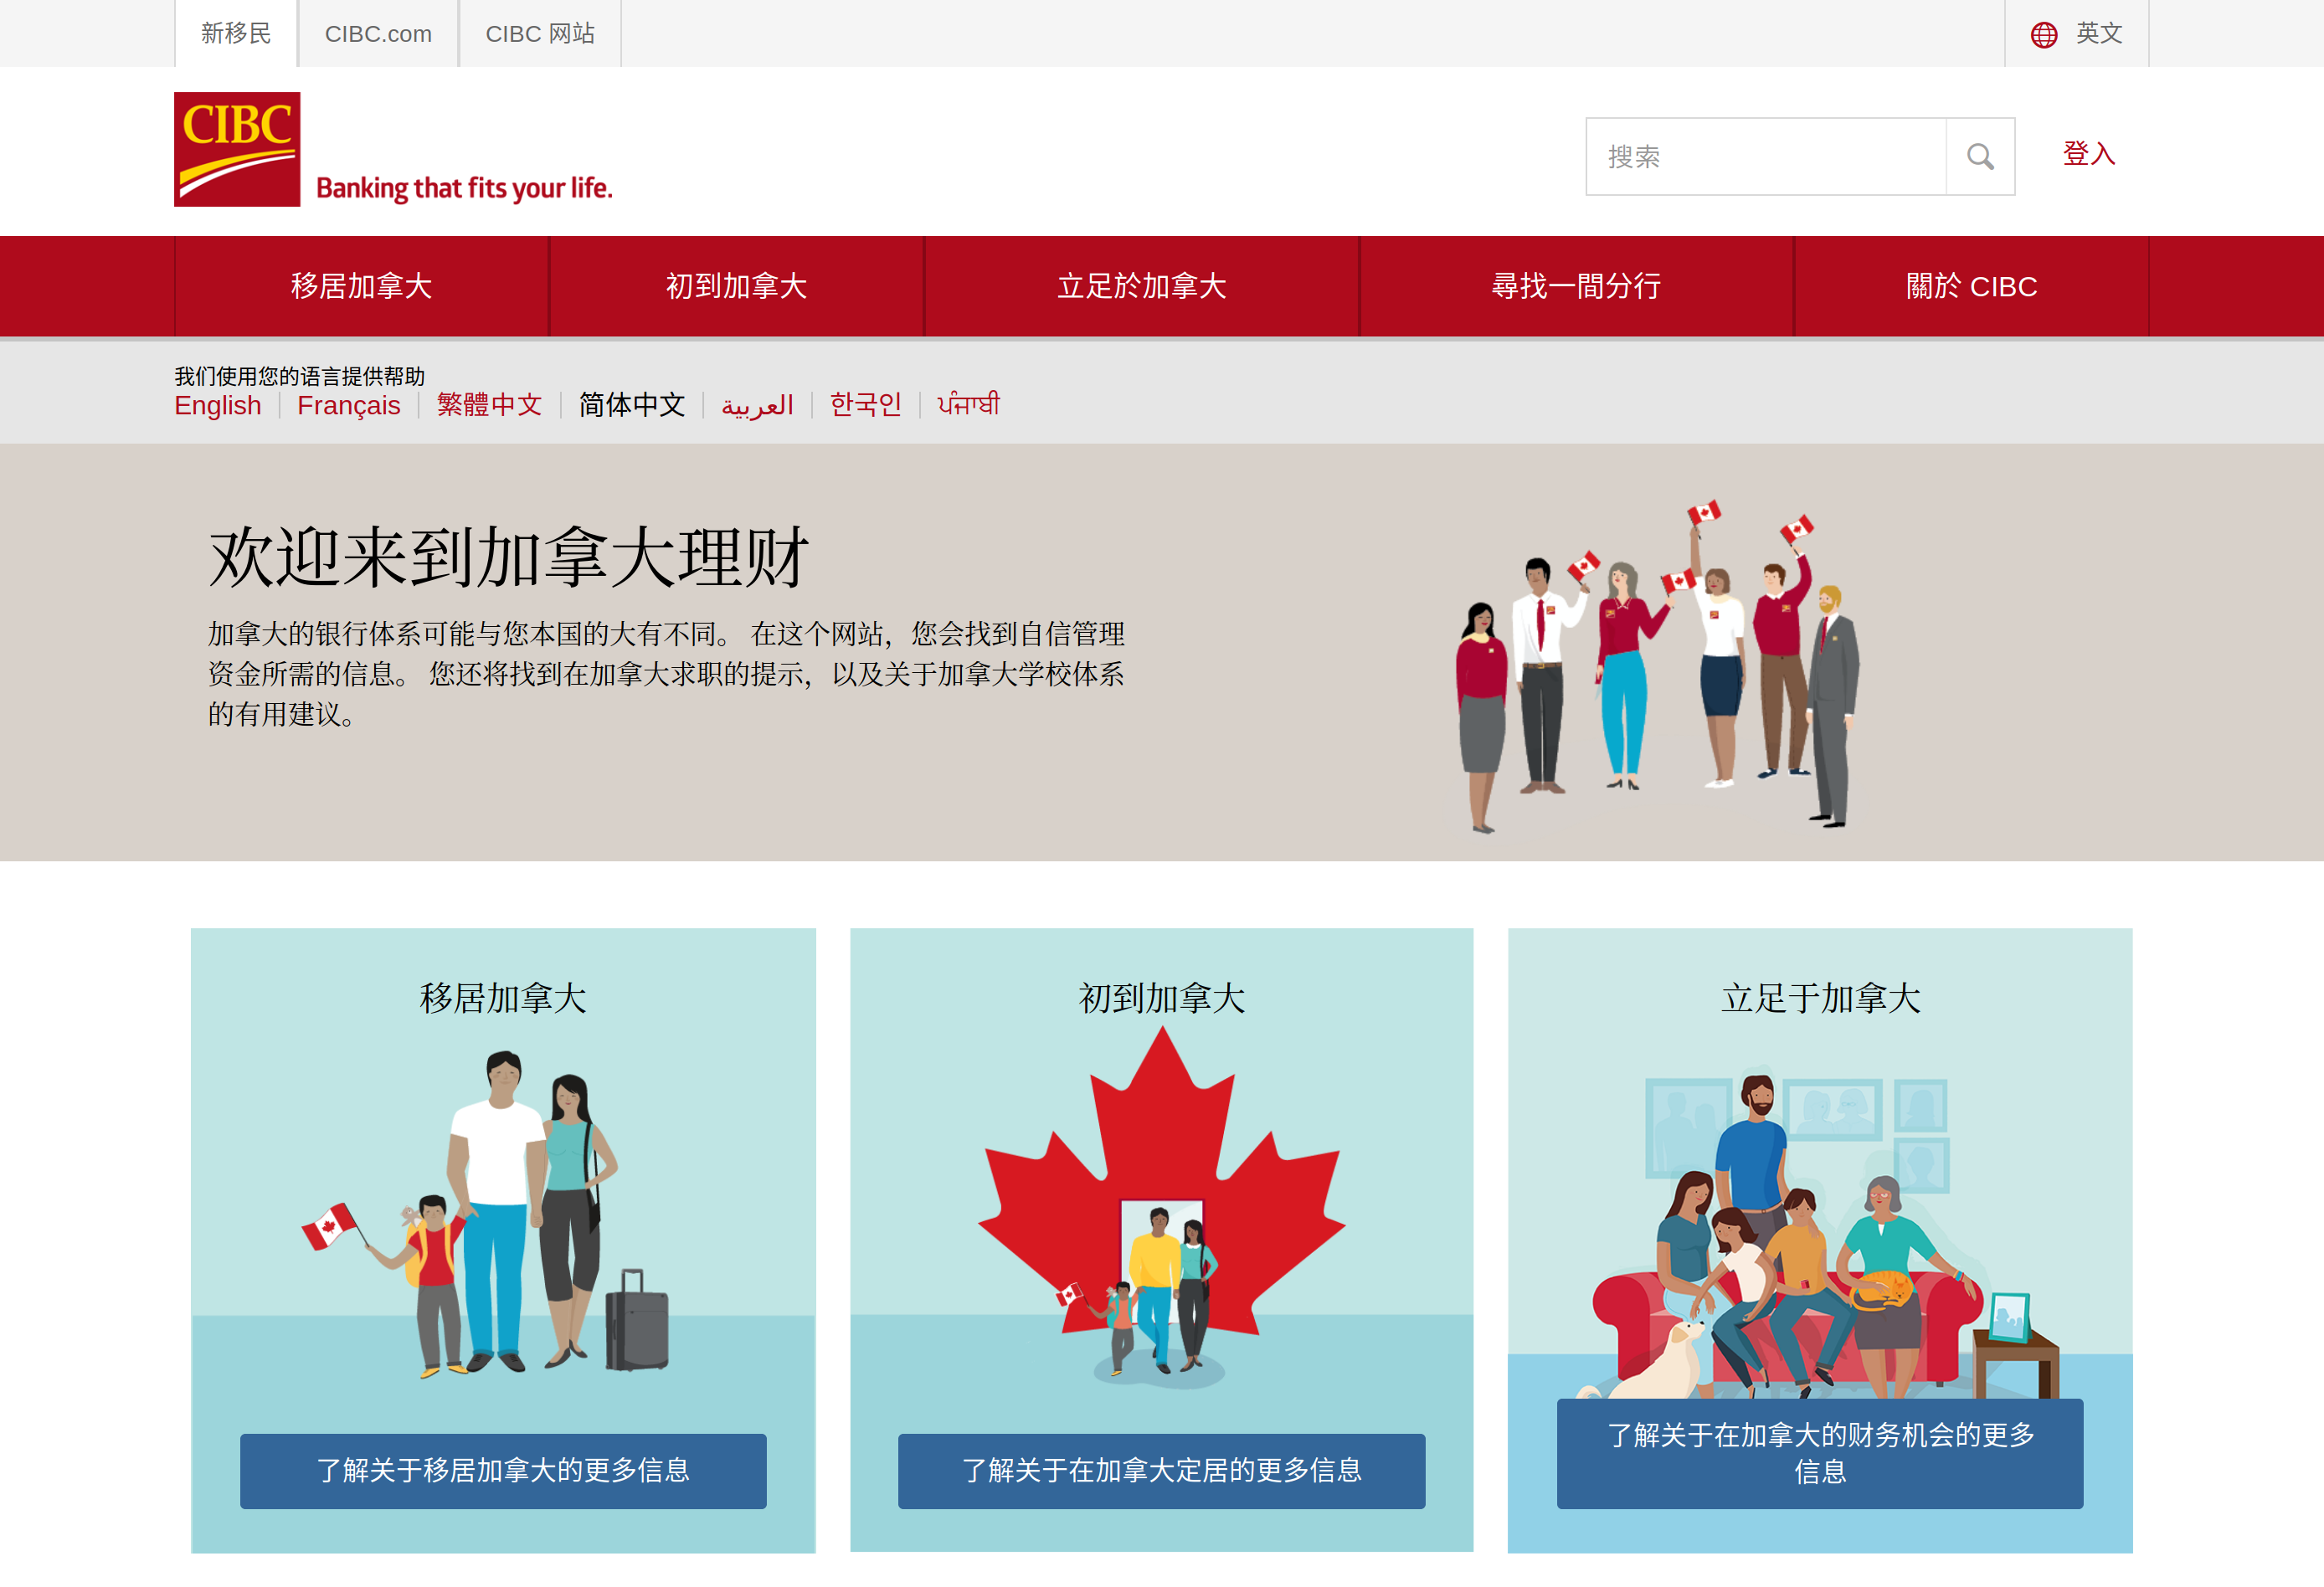 新移民
CIBC.com
CIBC 网站
英文
CIBC
Banking that fits your life.
搜索
登入
移居加拿大
初到加拿大
立足於加拿大
尋找一間分行
關於 CIBC
我们使用您的语言提供帮助
English
Français
繁體中文
简体中文
العربية
한국인
ਪੰਜਾਬੀ
欢迎来到加拿大理财
加拿大的银行体系可能与您本国的大有不同。 在这个网站，您会找到自信管理
资金所需的信息。 您还将找到在加拿大求职的提示，以及关于加拿大学校体系
的有用建议。
移居加拿大
初到加拿大
立足于加拿大
了解关于移居加拿大的更多信息
了解关于在加拿大定居的更多信息
了解关于在加拿大的财务机会的更多
信息